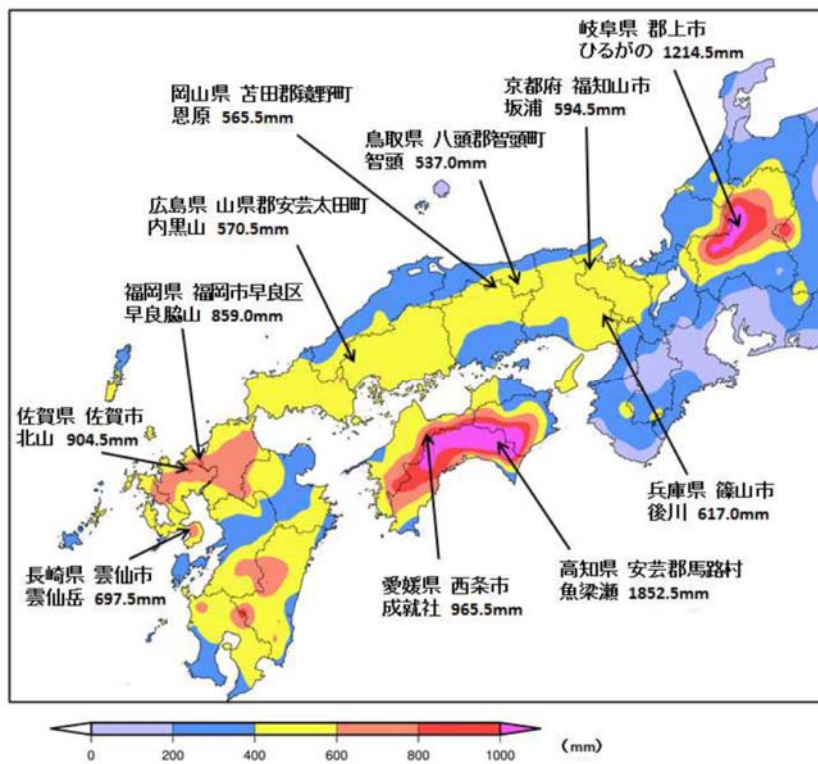 岐阜県 郡上市
ひるがの 1214.5mm
京都府 福知山市
坂浦 594.5mm
岡山県 苫田郡鏡野町
恩原 565.5mm
鳥取県 八頭郡智頭町
智頭 537.0mm
広島県 山県郡安芸太田町
内黒山 570.5mm
福岡県 福岡市早良区
早良脇山 859.0mm
佐賀県 佐賀市
北山 904.5mm
長崎県 雲仙市
雲仙岳 697.5mm
愛媛県 西条市
成就社 965.5mm
高知県 安芸郡馬路村
魚梁瀬 1852.5mm
兵庫県 篠山市
後川 617.0mm
0 200 400 600 800 1000 (mm)